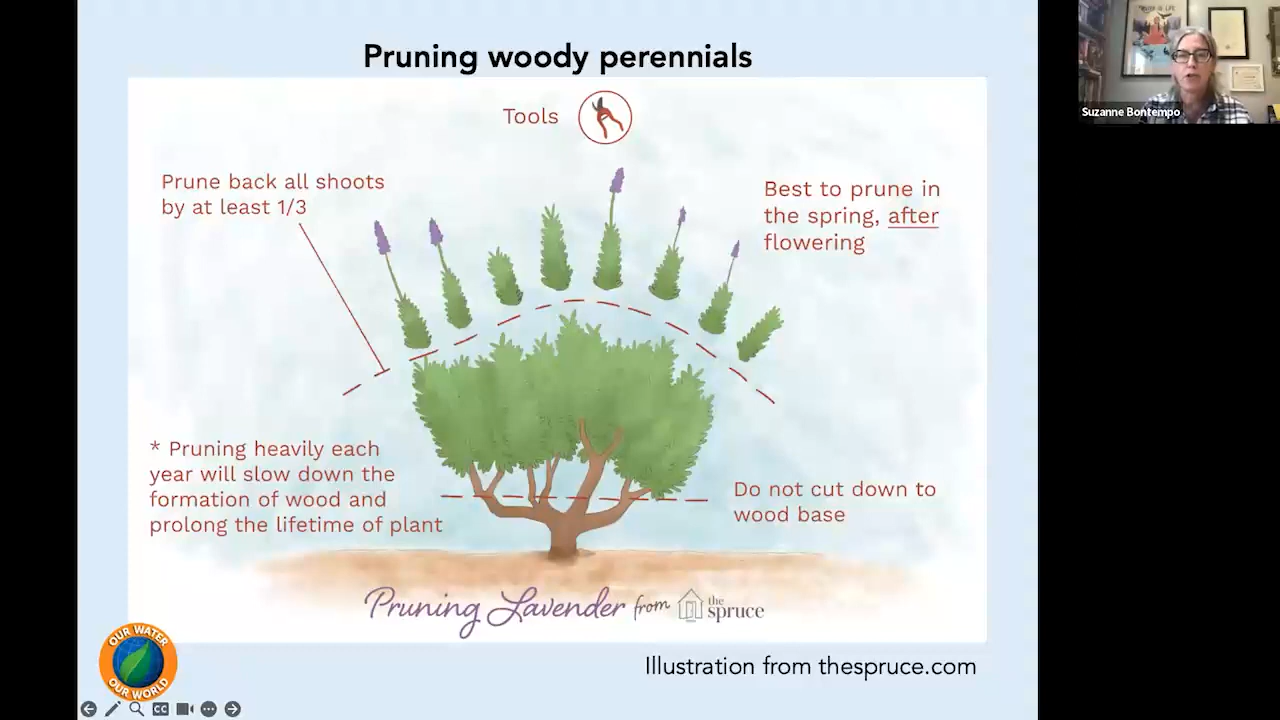 Pruning woody perennials
Tools
Prune back all shoots
by at least 1/3
Best to prune in
the spring, after
flowering
* Pruning heavily each
year will slow down the
formation of wood and
prolong the lifetime of plant
Do not cut down to
wood base
Pruning Lavender from the spruce
Illustration from thespruce.com
OUR WATER
OUR WORLD
CC
Suzanne Bontempo